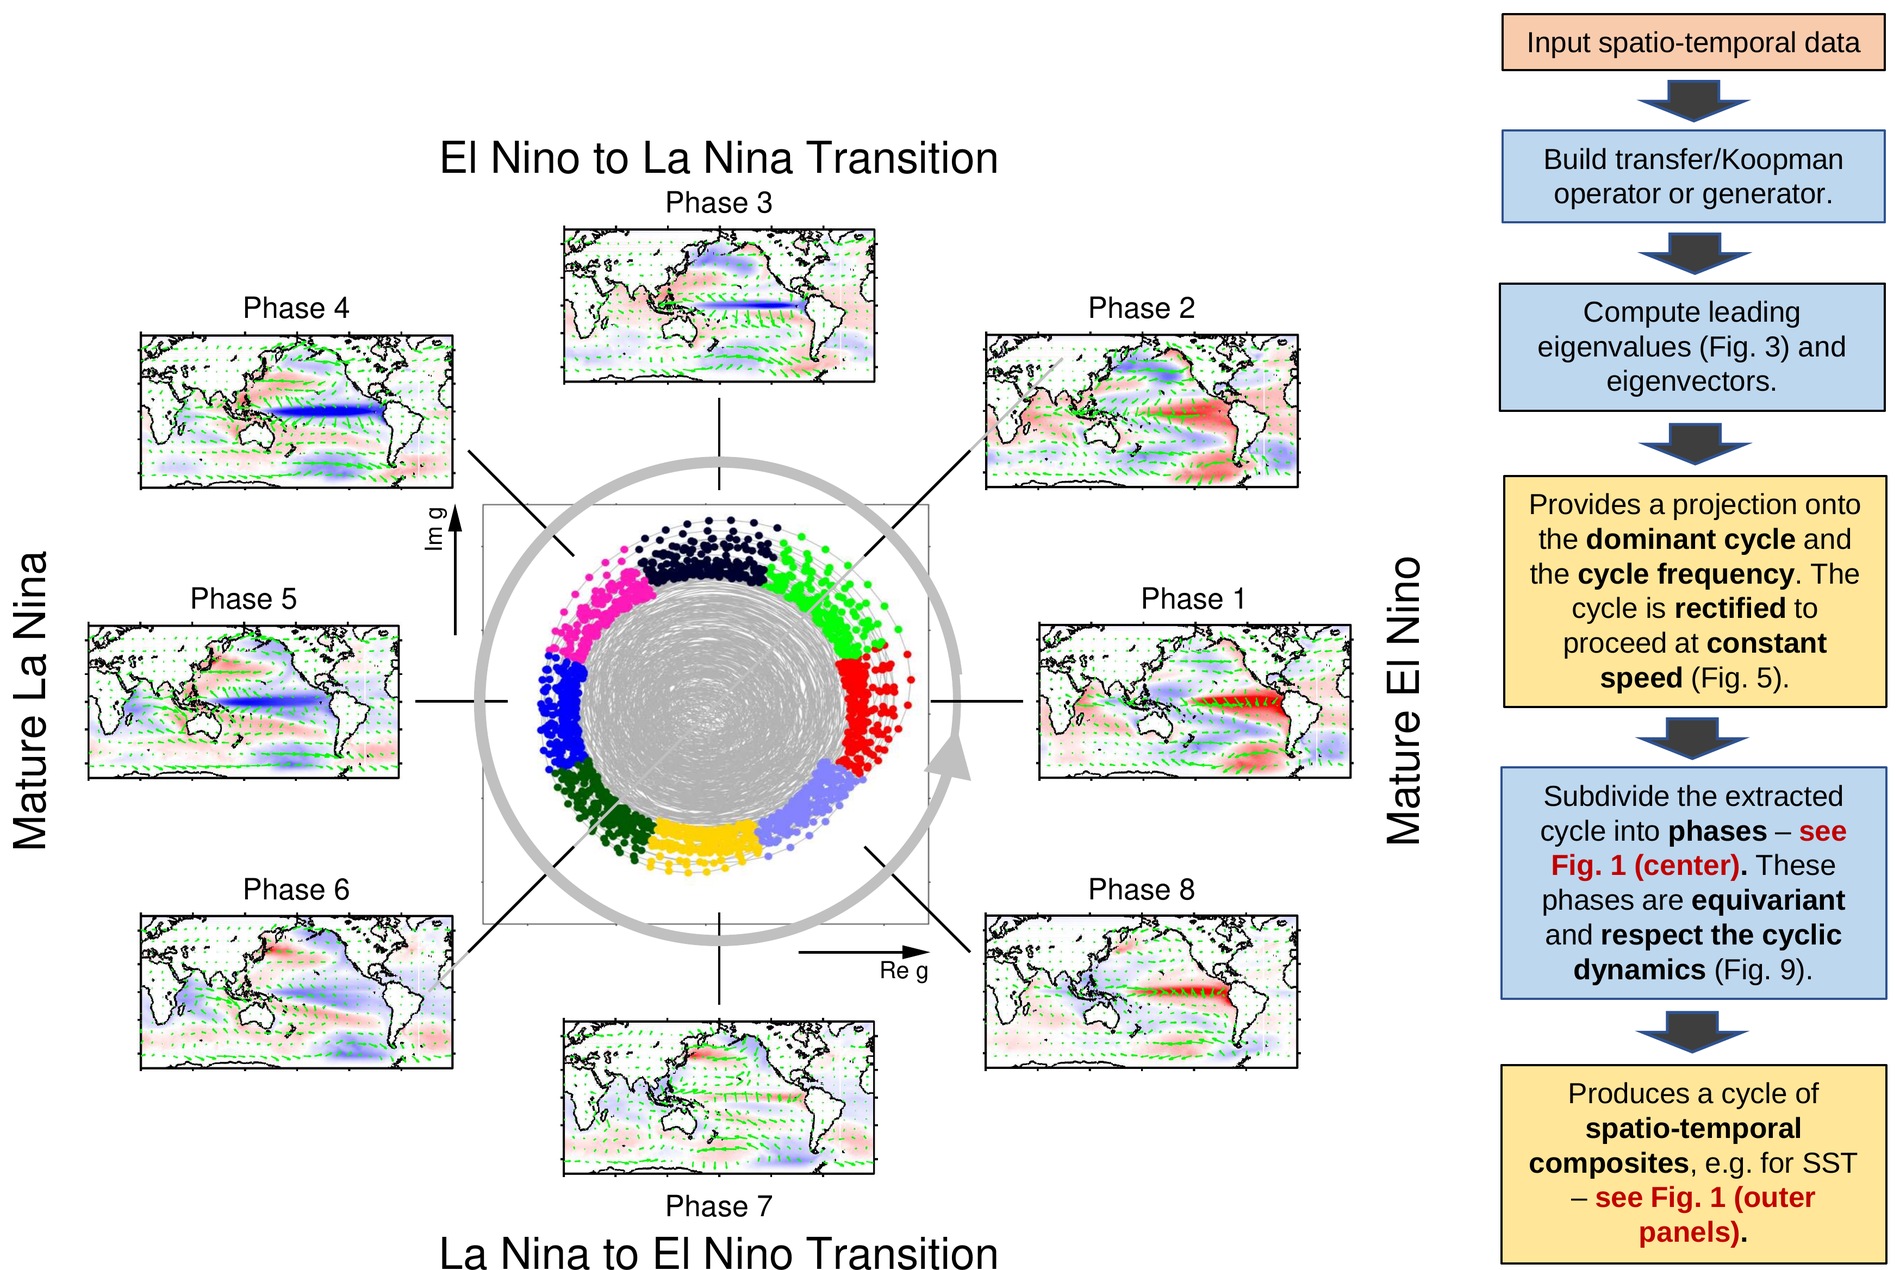 El Nino to La Nina Transition
Phase 3
Phase 4
Phase 2
Im g
Mature La Nina
Phase 5
Phase 1
Mature El Nino
Phase 6
Phase 8
Re g
Phase 7
La Nina to El Nino Transition
Input spatio-temporal data
Build transfer/Koopman
operator or generator.
Compute leading
eigenvalues (Fig. 3) and
eigenvectors.
Provides a projection onto
the dominant cycle and
the cycle frequency. The
cycle is rectified to
proceed at constant
speed (Fig. 5).
Subdivide the extracted
cycle into phases – see
Fig. 1 (center). These
phases are equivariant
and respect the cyclic
dynamics (Fig. 9).
Produces a cycle of
spatio-temporal
composites, e.g. for SST
– see Fig. 1 (outer
panels).